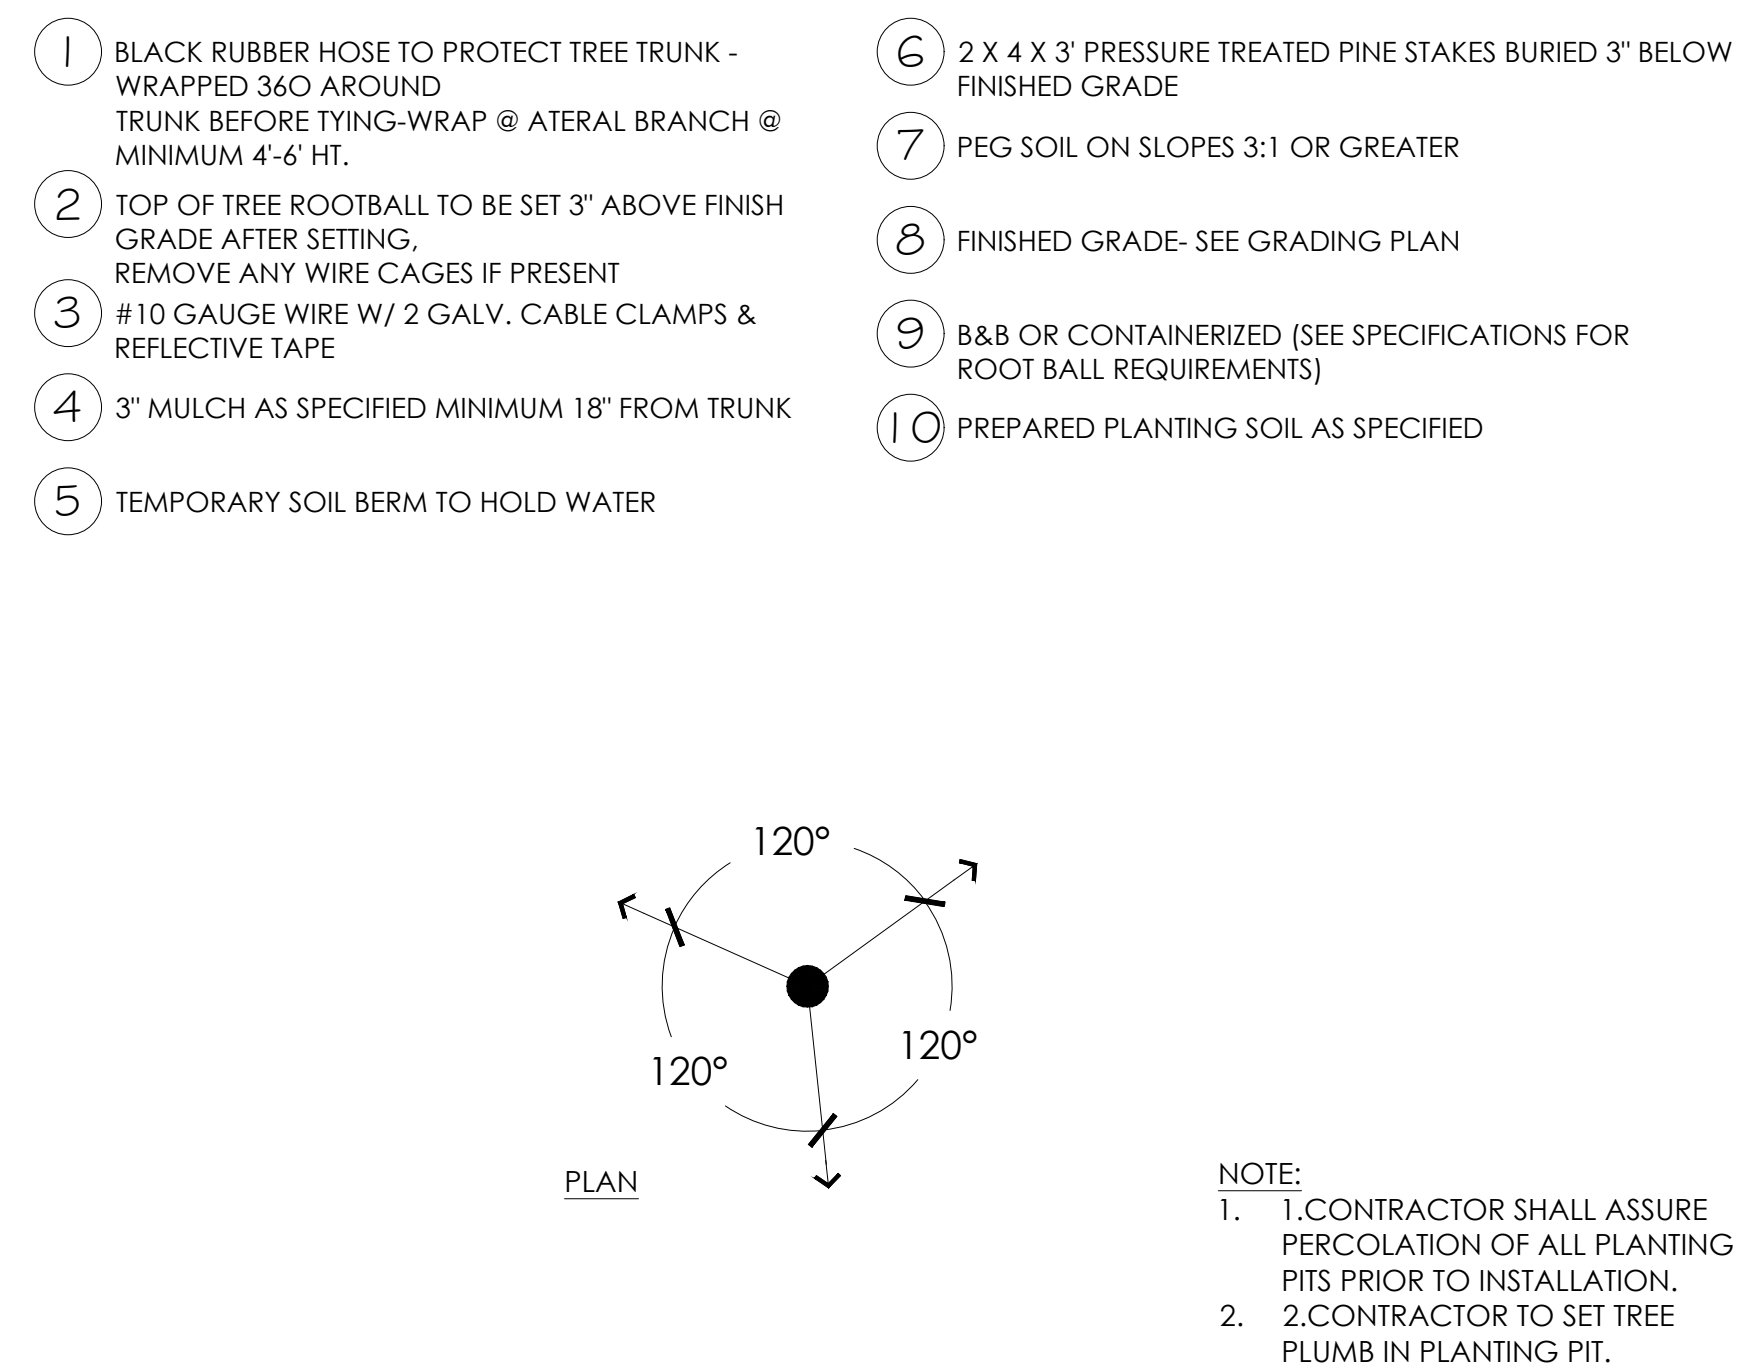 1
BLACK RUBBER HOSE TO PROTECT TREE TRUNK -
WRAPPED 36O AROUND
TRUNK BEFORE TYING-WRAP @ ATERAL BRANCH @
MINIMUM 4'-6' HT.
2
TOP OF TREE ROOTBALL TO BE SET 3" ABOVE FINISH
GRADE AFTER SETTING,
REMOVE ANY WIRE CAGES IF PRESENT
3
#10 GAUGE WIRE W/ 2 GALV. CABLE CLAMPS &
REFLECTIVE TAPE
4
3" MULCH AS SPECIFIED MINIMUM 18" FROM TRUNK
5
TEMPORARY SOIL BERM TO HOLD WATER
6
2 X 4 X 3' PRESSURE TREATED PINE STAKES BURIED 3" BELOW
FINISHED GRADE
7
PEG SOIL ON SLOPES 3:1 OR GREATER
8
FINISHED GRADE- SEE GRADING PLAN
9
B&B OR CONTAINERIZED (SEE SPECIFICATIONS FOR
ROOT BALL REQUIREMENTS)
10
PREPARED PLANTING SOIL AS SPECIFIED
120°
120°
120°
PLAN
NOTE:
1. 1.CONTRACTOR SHALL ASSURE
PERCOLATION OF ALL PLANTING
PITS PRIOR TO INSTALLATION.
2. 2.CONTRACTOR TO SET TREE
PLUMB IN PLANTING PIT.